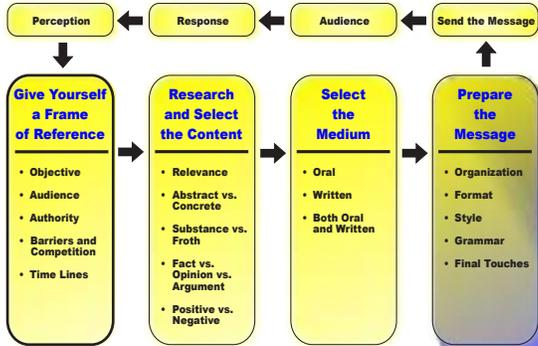 Perception
Response
Audience
Send the Message
Give Yourself
a Frame
of Reference
• Objective
• Audience
• Authority
• Barriers and
Competition
• Time Lines
Research
and Select
the Content
• Relevance
• Abstract vs.
Concrete
• Substance vs.
Froth
• Fact vs.
Opinion vs.
Argument
• Positive vs.
Negative
Select
the
Medium
• Oral
• Written
• Both Oral
and Written
Prepare
the
Message
• Organization
• Format
• Style
• Grammar
• Final Touches